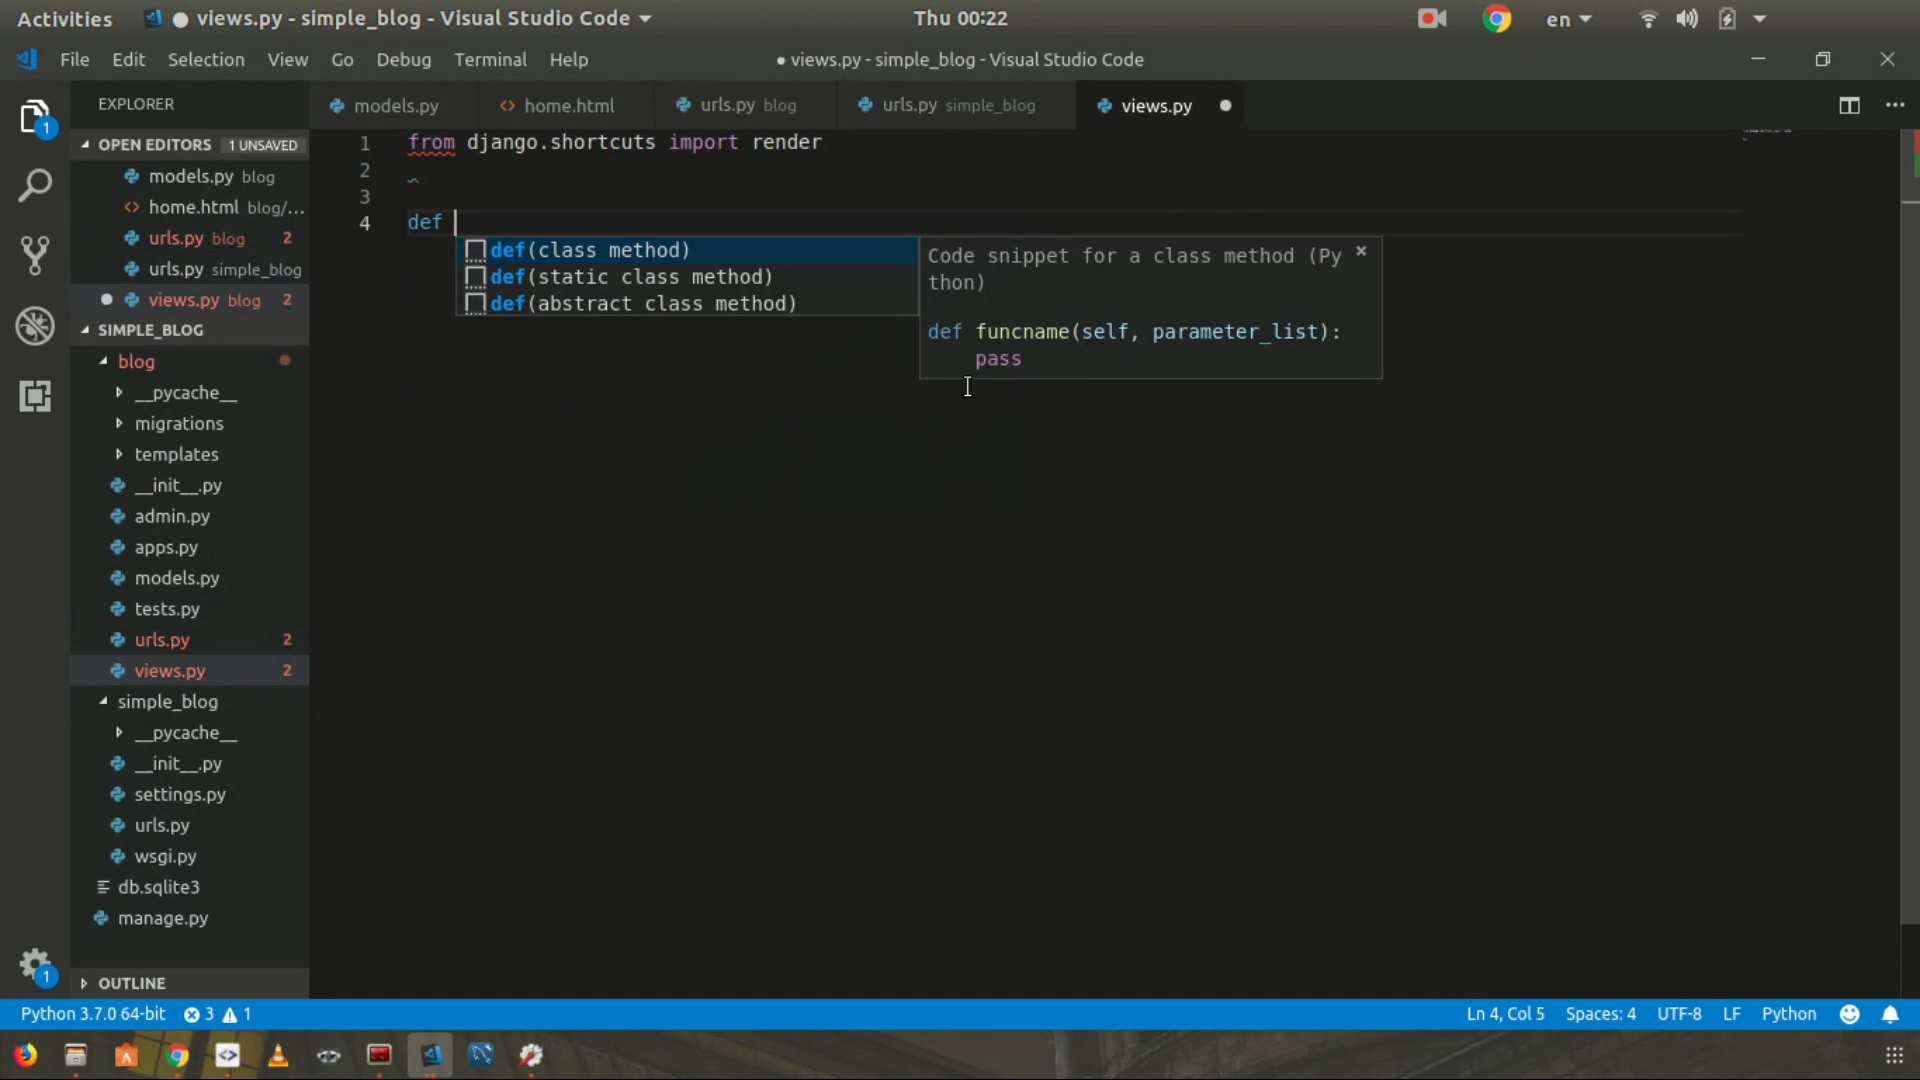 Activities ● views.py - simple_blog - Visual Studio Code Thu 00:22 en
File Edit Selection View Go Debug Terminal Help ● views.py - simple_blog - Visual Studio Code
EXPLORER models.py home.html urls.py blog urls.py simple_blog views.py
OPEN EDITORS 1 UNSAVED
models.py blog
home.html blog/...
urls.py blog 2
urls.py simple_blog
views.py blog 2
SIMPLE_BLOG
blog
__pycache__
migrations
templates
__init__.py
admin.py
apps.py
models.py
tests.py
urls.py 2
views.py 2
simple_blog
__pycache__
__init__.py
settings.py
urls.py
wsgi.py
db.sqlite3
manage.py
OUTLINE
1
1
1 from django.shortcuts import render
2
3
4 def
def(class method)
def(static class method)
def(abstract class method)
Code snippet for a class method (Py
thon)
def funcname(self, parameter_list):
pass
Python 3.7.0 64-bit 3 1 Ln 4, Col 5 Spaces: 4 UTF-8 LF Python